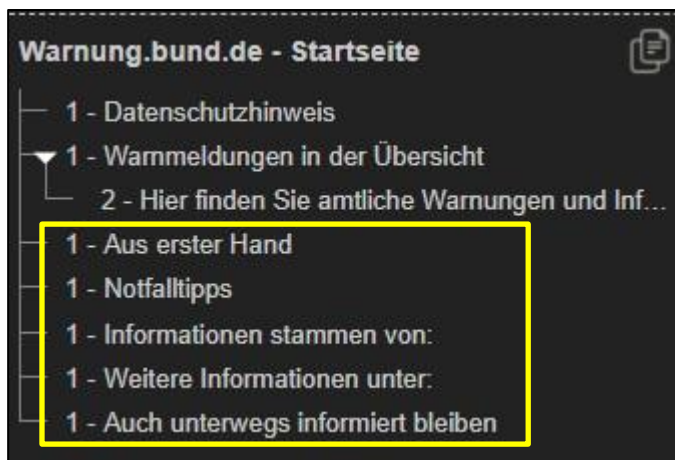 Warnung.bund.de - Startseite
1 - Datenschutzhinweis
1 - Warnmeldungen in der Übersicht
2 - Hier finden Sie amtliche Warnungen und Inf...
1 - Aus erster Hand
1 - Notfalltipps
1 - Informationen stammen von:
1 - Weitere Informationen unter:
1 - Auch unterwegs informiert bleiben